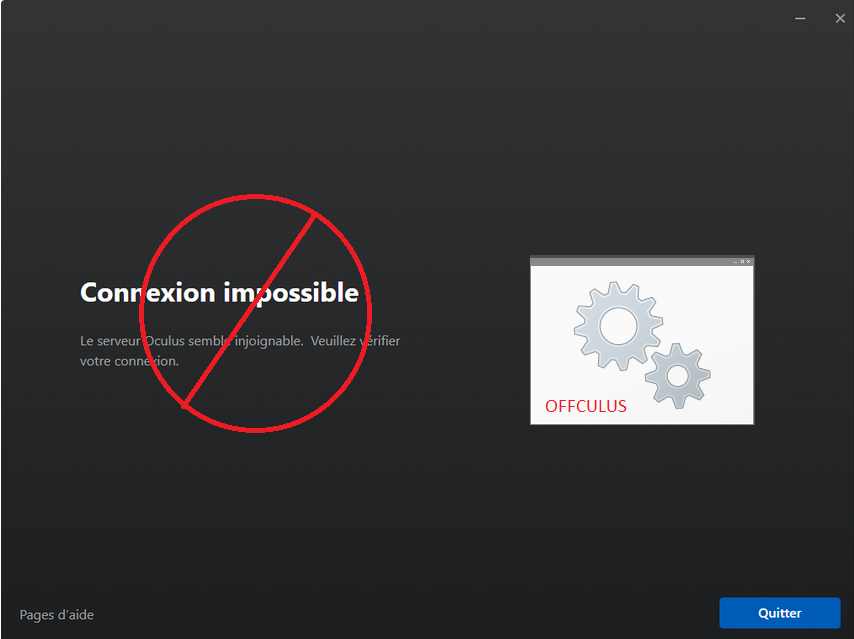 Connexion impossible
Le serveur Oculus semble injoignable.  Veuillez vérifier
votre connexion.
OFFCULUS
Pages d'aide
Quitter